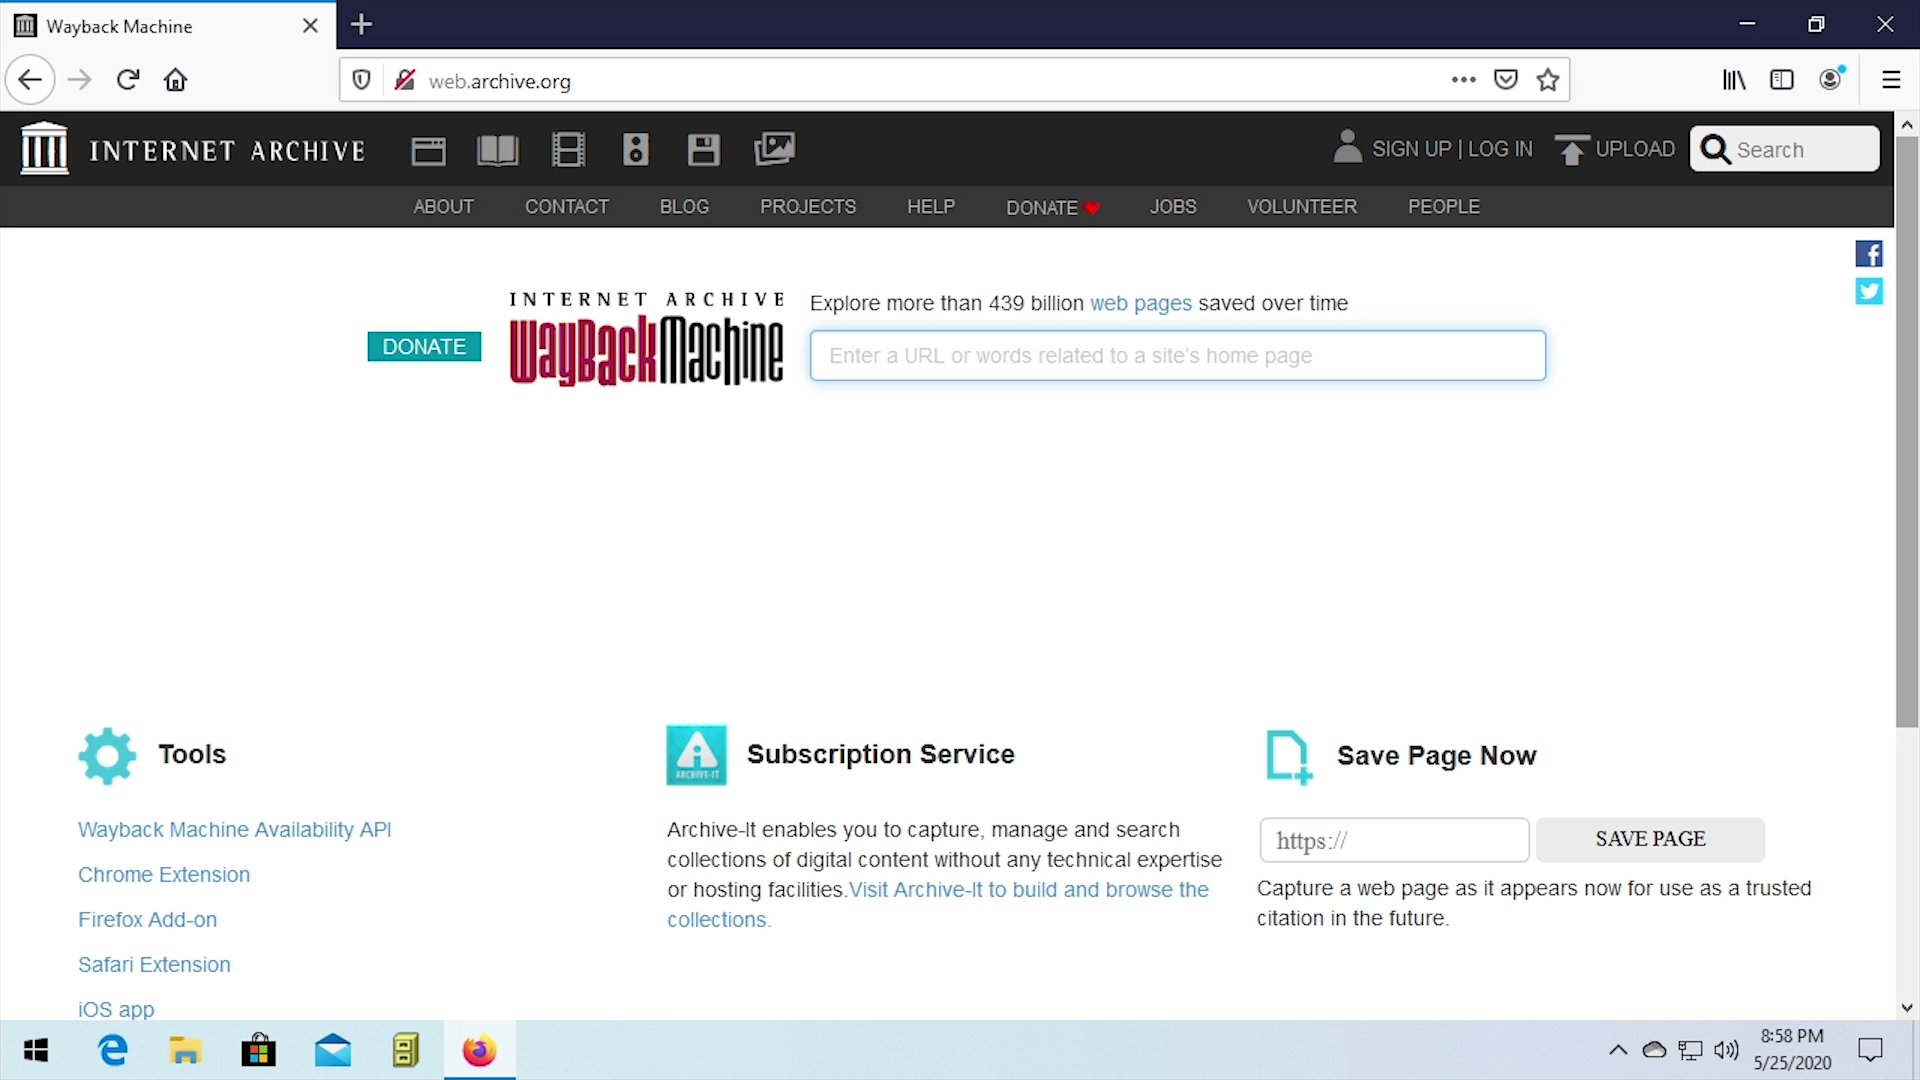 Wayback Machine
web.archive.org
INTERNET ARCHIVE
SIGN UP | LOG IN
UPLOAD
Search
ABOUT
CONTACT
BLOG
PROJECTS
HELP
DONATE
JOBS
VOLUNTEER
PEOPLE
DONATE
INTERNET ARCHIVE
WayBackMachine
Explore more than 439 billion web pages saved over time
Enter a URL or words related to a site's home page
Tools
Wayback Machine Availability API
Chrome Extension
Firefox Add-on
Safari Extension
iOS app
ARCHIVE-IT
Subscription Service
Archive-It enables you to capture, manage and search
collections of digital content without any technical expertise
or hosting facilities.Visit Archive-It to build and browse the
collections.
Save Page Now
https://
SAVE PAGE
Capture a web page as it appears now for use as a trusted
citation in the future.
8:58 PM
5/25/2020